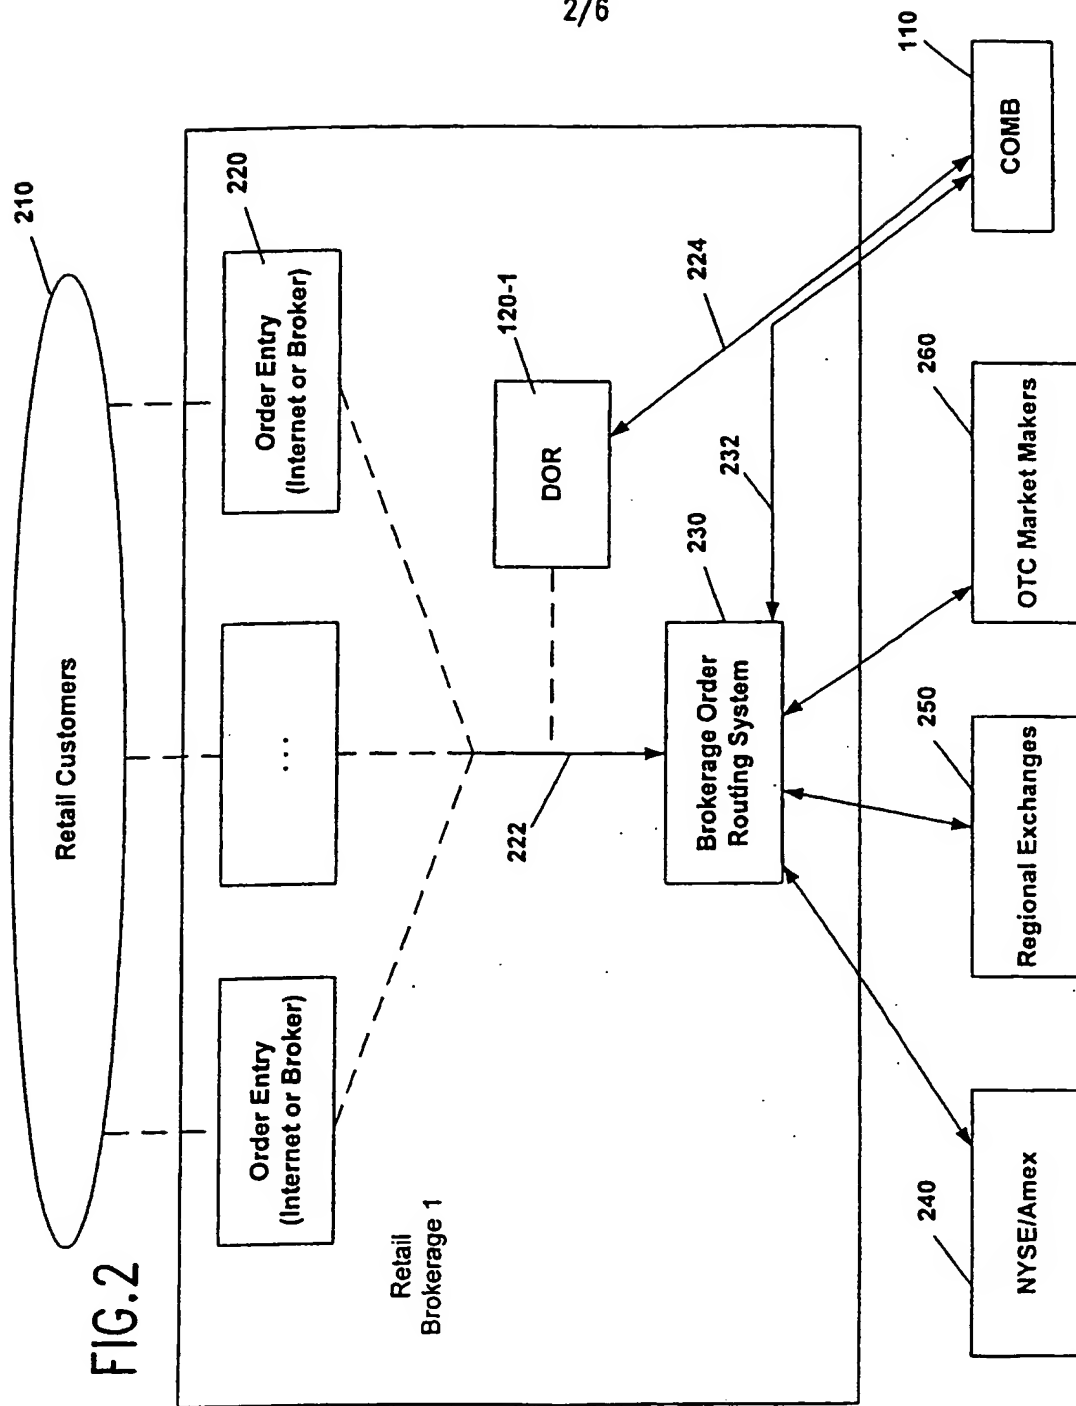 2/6
FIG.2
210
Retail Customers
Order Entry
(Internet or Broker)
...
220
Order Entry
(Internet or Broker)
Retail
Brokerage 1
222
DOR
120-1
224
230
232
Brokerage Order
Routing System
240
NYSE/Amex
250
Regional Exchanges
260
OTC Market Makers
110
COMB